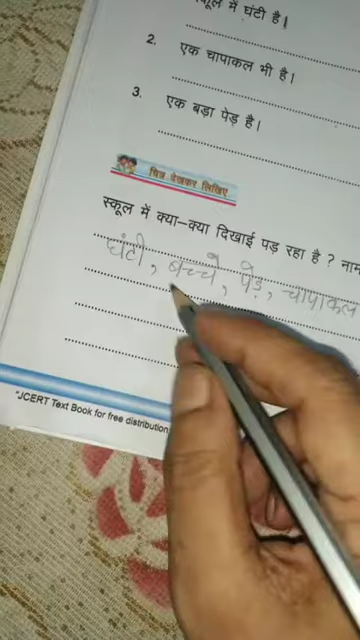 स्कूल में घंटी है।
2. एक चापाकल भी है।
3. एक बड़ा पेड़ है।
चित्र देखकर लिखिए
स्कूल में क्या-क्या दिखाई पड़ रहा है ? नाम
घंटी, बच्चे, पेड़, चापाकल
"JCERT Text Book for free distribution